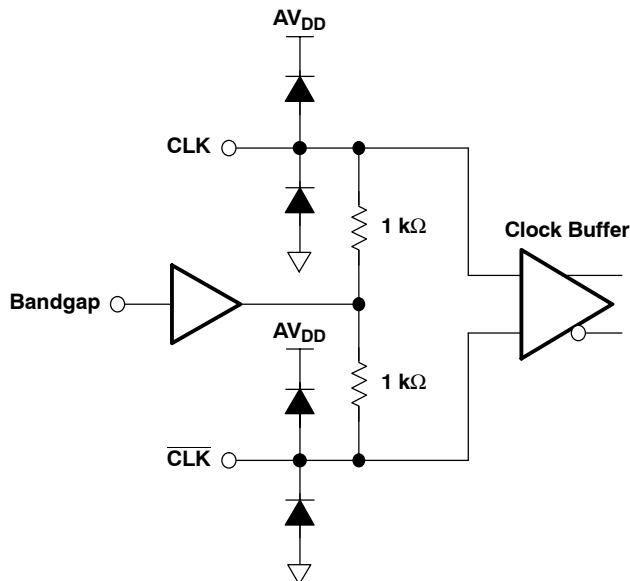 AVDD
CLK
1 kΩ
Clock Buffer
Bandgap
AVDD
1 kΩ
CLK